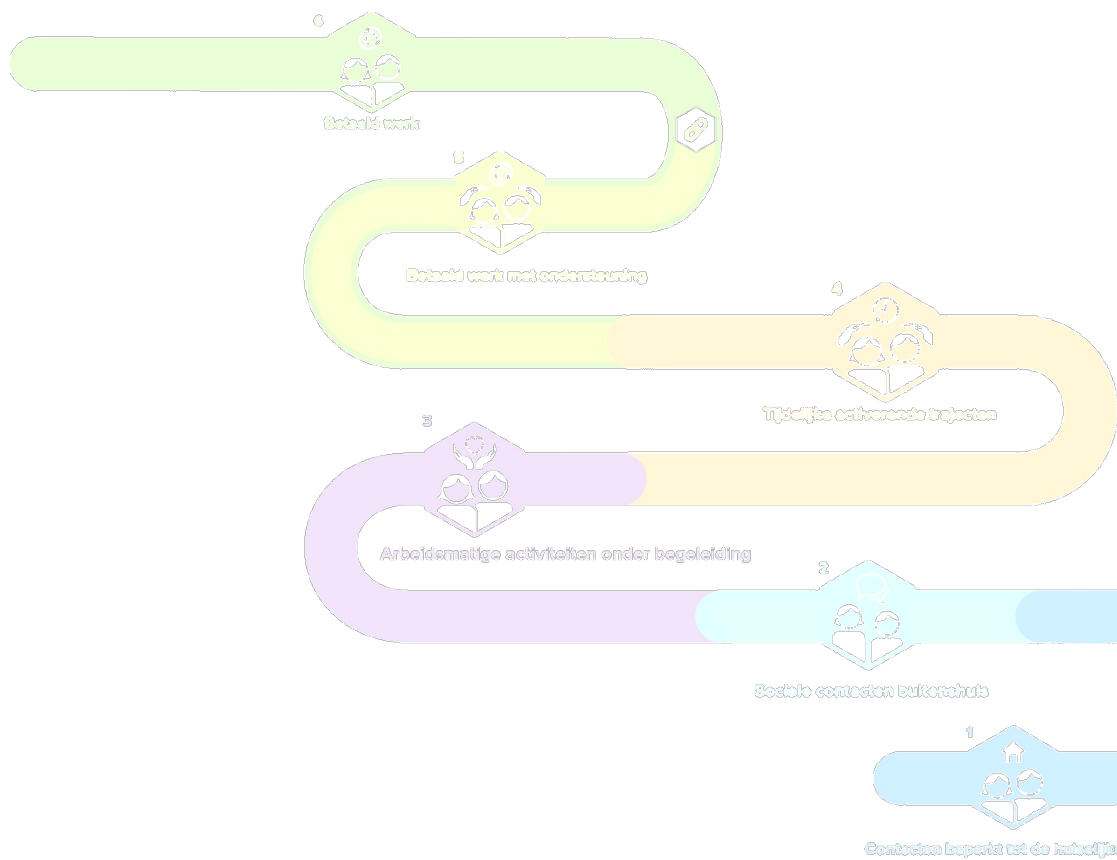 6
Betaald werk
5
Betaald werk met ondersteuning
4
Tijdelijke activerende trajecten
3
Arbeidsmatige activiteiten onder begeleiding
2
Sociale contacten buitenshuis
1
Contacten beperkt tot de huiselijk